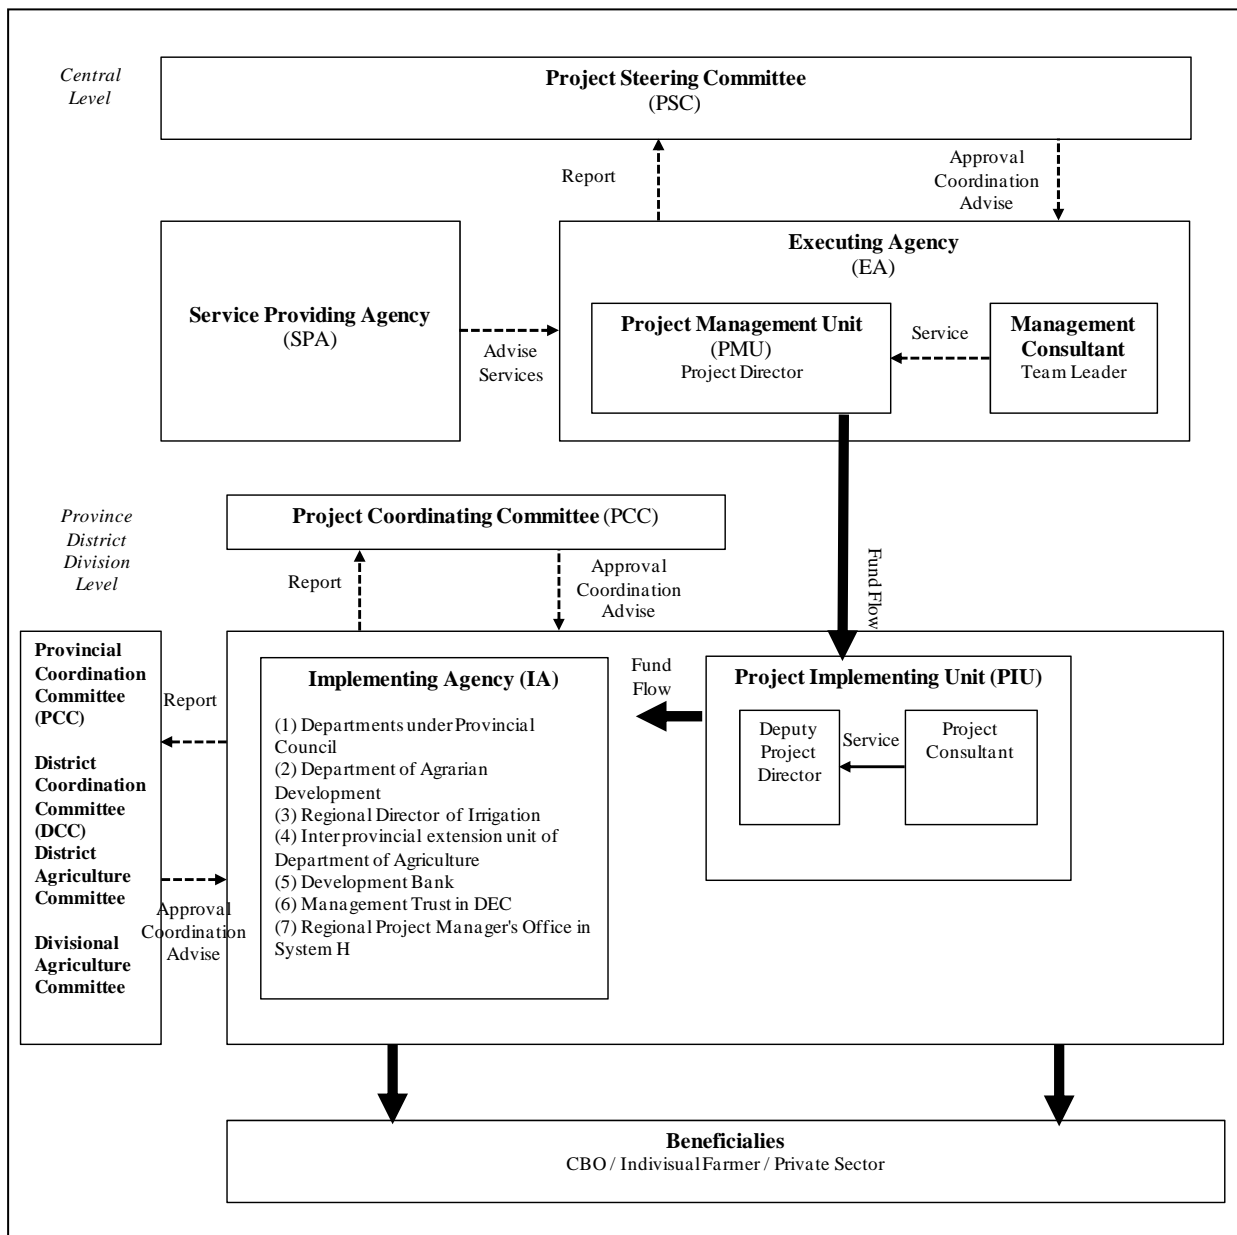 Central
Level
Project Steering Committee
(PSC)
Report
Approval
Coordination
Advise
Service Providing Agency
(SPA)
Advise
Services
Executing Agency
(EA)
Project Management Unit
(PMU)
Project Director
Service
Management
Consultant
Team Leader
Fund Flow
Province
District
Division
Level
Project Coordinating Committee (PCC)
Report
Approval
Coordination
Advise
Provincial
Coordination
Committee
(PCC)
District
Coordination
Committee
(DCC)
District
Agriculture
Committee
Divisional
Agriculture
Committee
Report
Approval
Coordination
Advise
Implementing Agency (IA)
(1) Departments under Provincial
Council
(2) Department of Agrarian
Development
(3) Regional Director of Irrigation
(4) Interprovincial extension unit of
Department of Agriculture
(5) Development Bank
(6) Management Trust in DEC
(7) Regional Project Manager's Office in
System H
Fund
Flow
Project Implementing Unit (PIU)
Deputy
Project
Director
Service
Project
Consultant
Beneficialies
CBO / Indivisual Farmer / Private Sector